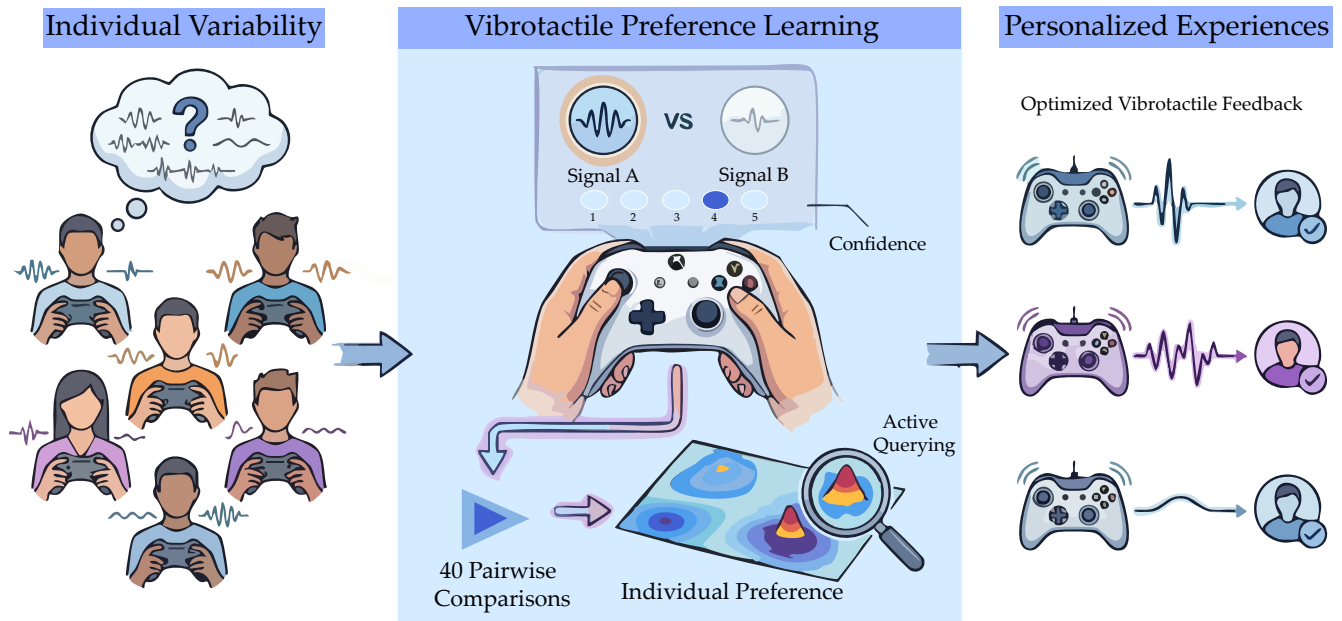 Individual Variability
?
Vibrotactile Preference Learning
VS
Signal A
Signal B
1 2 3 4 5
Confidence
X
Y
Active
Querying
40 Pairwise
Comparisons
Individual Preference
Personalized Experiences
Optimized Vibrotactile Feedback